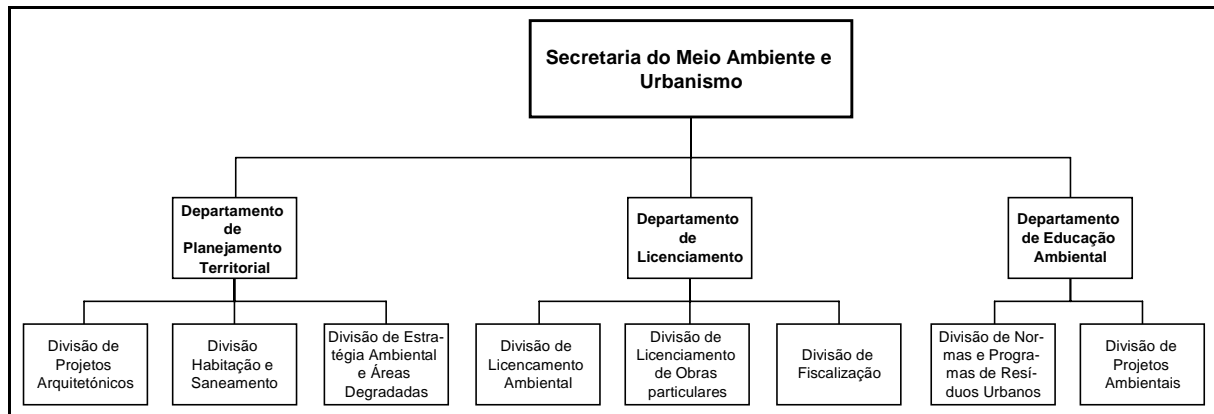 Secretaria do Meio Ambiente e
Urbanismo
Departamento
de
Planejamento
Territorial
Departamento
de
Licenciamento
Departamento
de Educação
Ambiental
Divisão de
Projetos
Arquitetónicos
Divisão
Habitação e
Saneamento
Divisão de Estra-
tégia Ambiental
e Áreas
Degradadas
Divisão de
Licencamento
Ambiental
Divisão de
Licenciamento
de Obras
particulares
Divisão de
Fiscalização
Divisão de Nor-
mas e Progra-
mas de Resí-
duos Urbanos
Divisão de
Projetos
Ambientais